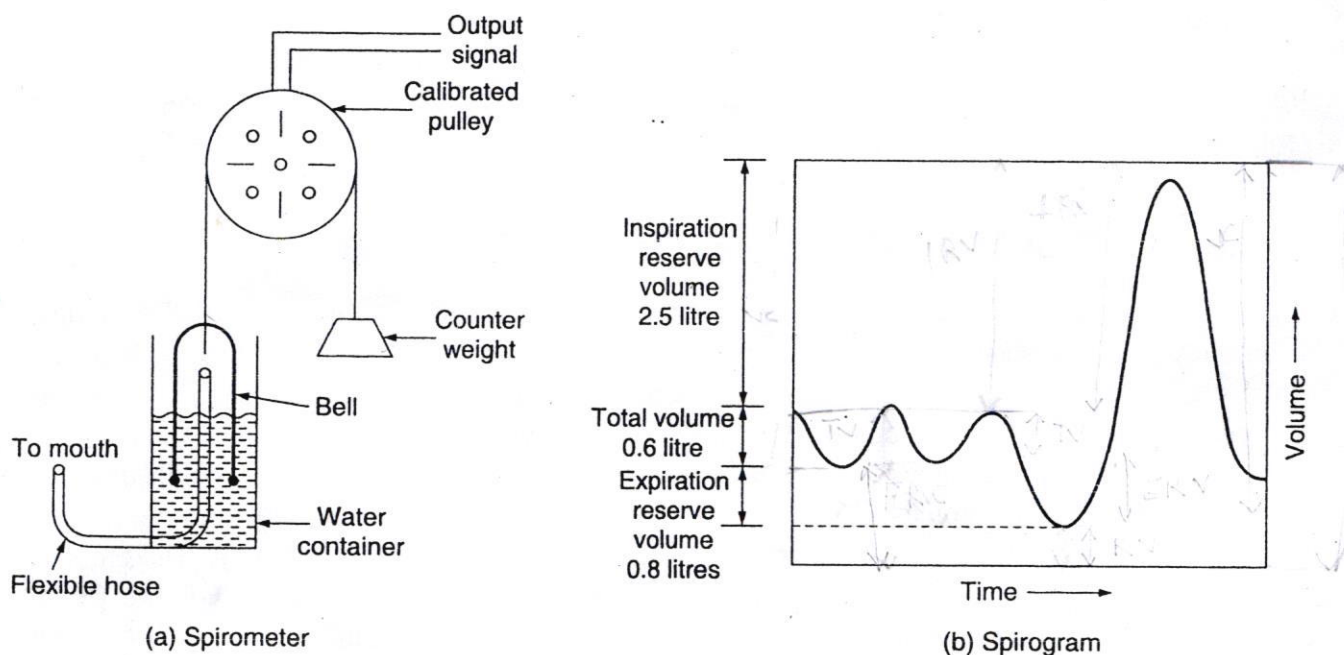 Output
signal
Calibrated
pulley
Counter
weight
Bell
To mouth
Water
container
Flexible hose
(a) Spirometer
Inspiration
reserve
volume
2.5 litre
Total volume
0.6 litre
Expiration
reserve
volume
0.8 litres
Volume
Time
(b) Spirogram